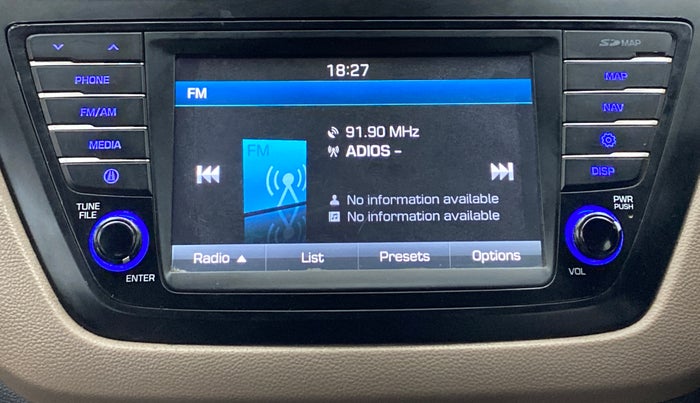 18:27
SD MAP
FM
PHONE
MAP
FM/AM
NAV
MEDIA
DISP
FM
91.90 MHz
ADIOS -
No information available
No information available
TUNE
FILE
ENTER
PWR
PUSH
VOL
Radio ▲
List
Presets
Options